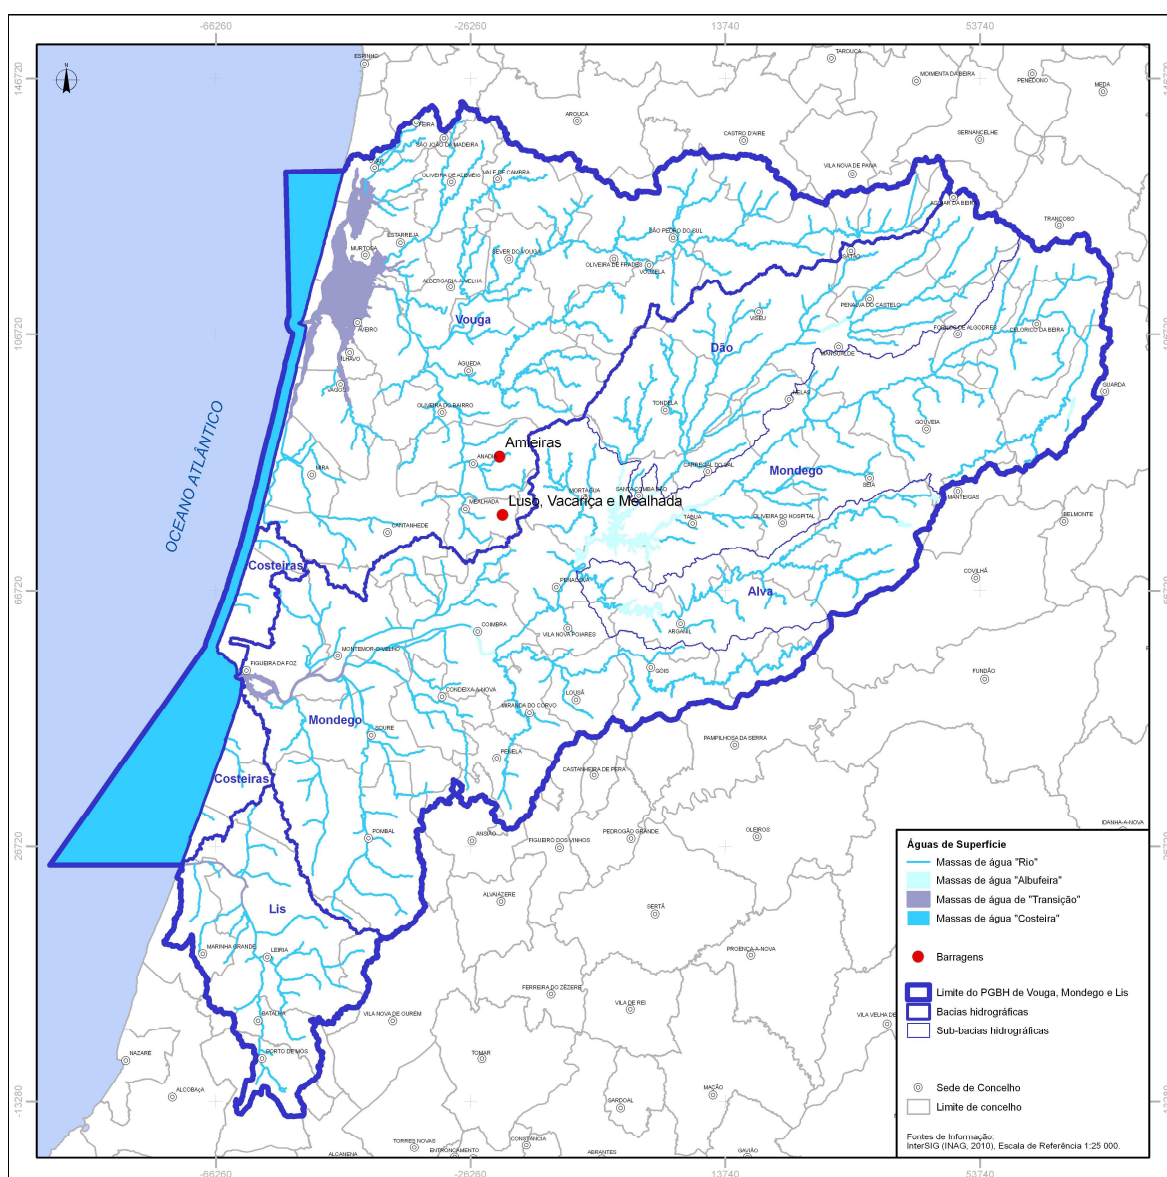 -66260
-26260
13740
53740
146720
106720
66720
26720
-13280
146720
106720
26720
-13280
N
ESPINHO
TAROUCA
MOIMENTA DA BEIRA
PENEDONO
MEDA
AROUCA
CASTRO D'AIRE
SERNANCELHE
FEIRA
SÃO JOÃO DA MADEIRA
VILA NOVA DE PAIVA
OLIVEIRA DE AZEMÉIS
VALE DE CAMBRA
AGUIAR DA BEIRA
TRANCOSO
ESTARREJA
MURTOSA
SÃO PEDRO DO SUL
SEVER DO VOUGA
OLIVEIRA DE FRADES
VOUZELA
SATÃO
ALBERGARIA-A-VELHA
PENALVA DO CASTELO
Vouga
VISEU
AVEIRO
FORNOS DE ALGODRES
CELORICO DA BEIRA
Dão
MANGUALDE
ILHAVO
ÁGUEDA
VAGOS
GUARDA
NELAS
TONDELA
OLIVEIRA DO BAIRRO
GOUVEIA
OCEANO ATLÂNTICO
Amieiras
ANADIA
MIRA
CARREGAL DO SAL
Mondego
SEIA
MORTÁGUA
SANTA COMBA DÃO
MANTEIGAS
Luso, Vacariça e Mealhada
MEALHADA
TÁBUA
OLIVEIRA DO HOSPITAL
BELMONTE
CANTANHEDE
Costeiras
COVILHÃ
PENACOVA
Alva
COIMBRA
VILA NOVA POIARES
ARGANIL
MONTEMOR-O-VELHO
FIGUEIRA DA FOZ
GÓIS
FUNDÃO
CONDEIXA-A-NOVA
LOUSÃ
MIRANDA DO CORVO
Mondego
SOURE
PAMPILHOSA DA SERRA
PENELA
Costeiras
CASTANHEIRA DE PERA
POMBAL
ANSIÃO
FIGUEIRÓ DOS VINHOS
PEDRÓGÃO GRANDE
OLEIROS
IDANHA-A-NOVA
ALVAIÁZERE
Lis
SERTÃ
MARINHA GRANDE
LEIRIA
PROENÇA-A-NOVA
FERREIRA DO ZÊZERE
VILA DE REI
BATALHA
VILA NOVA DE OURÉM
VILA VELHA DE
NAZARÉ
PORTO DE MÓS
TOMAR
ALCOBAÇA
MAÇÃO
SARDOAL
TORRES NOVAS
CONSTÂNCIA
ALCANENA
ENTRONCAMENTO
ABRANTES
GAVIÃO
Águas de Superfície
Massas de água "Rio"
Massas de água "Albufeira"
Massas de água de "Transição"
Massas de água "Costeira"
Barragens
Limite do PGBH de Vouga, Mondego e Lis
Bacias hidrográficas
Sub-bacias hidrográficas
Sede de Concelho
Limite de concelho
Fontes de Informação:
InterSIG (INAG, 2010), Escala de Referência 1:25 000.
-66260
-26260
13740
53740